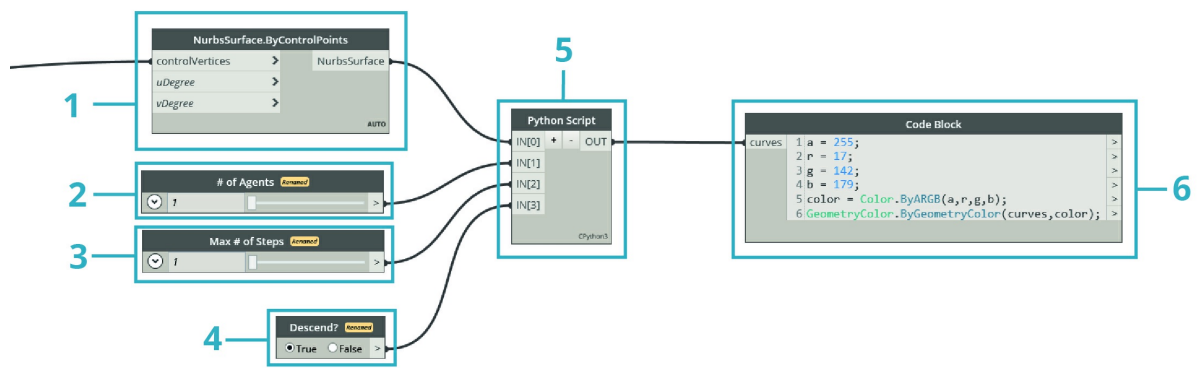 1
NurbsSurface.ByControlPoints
controlVertices > NurbsSurface
uDegree >
vDegree >
AUTO
2
# of Agents Renamed
1 >
3
Max # of Steps Renamed
1 >
4
Descend? Renamed
True False >
5
Python Script
IN[0] + - OUT
IN[1]
IN[2]
IN[3]
CPython3
6
Code Block
curves 1 a = 255; >
2 r = 17; >
3 g = 142; >
4 b = 179; >
5 color = Color.ByARGB(a,r,g,b); >
6 GeometryColor.ByGeometryColor(curves,color); >